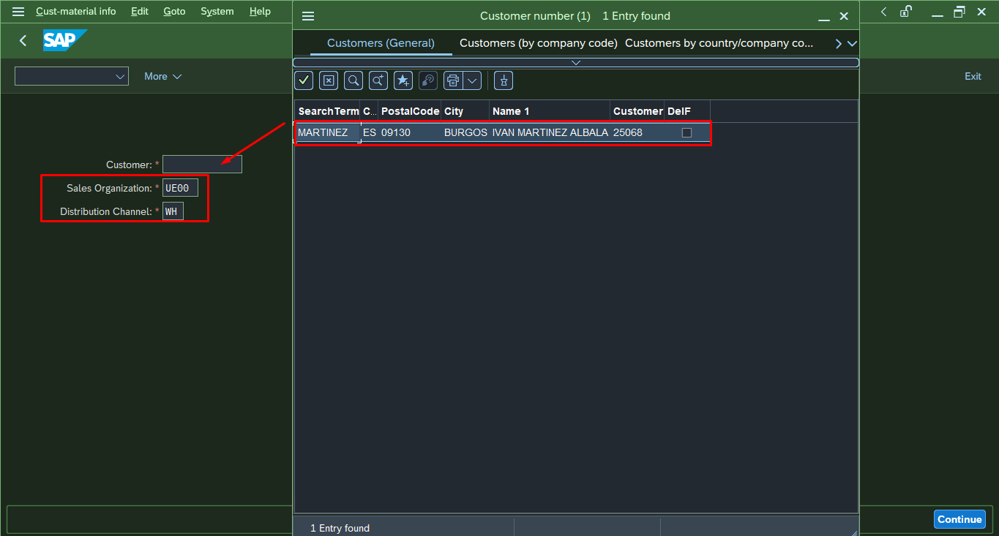 Cust-material info Edit Goto System Help
SAP
More
Exit
Customer: *
Sales Organization: * UE00
Distribution Channel: * WH
Customer number (1) 1 Entry found
Customers (General) Customers (by company code) Customers by country/company co...
SearchTerm C... PostalCode City Name 1 Customer DelF
MARTINEZ ES 09130 BURGOS IVAN MARTINEZ ALBALA 25068
1 Entry found
Continue